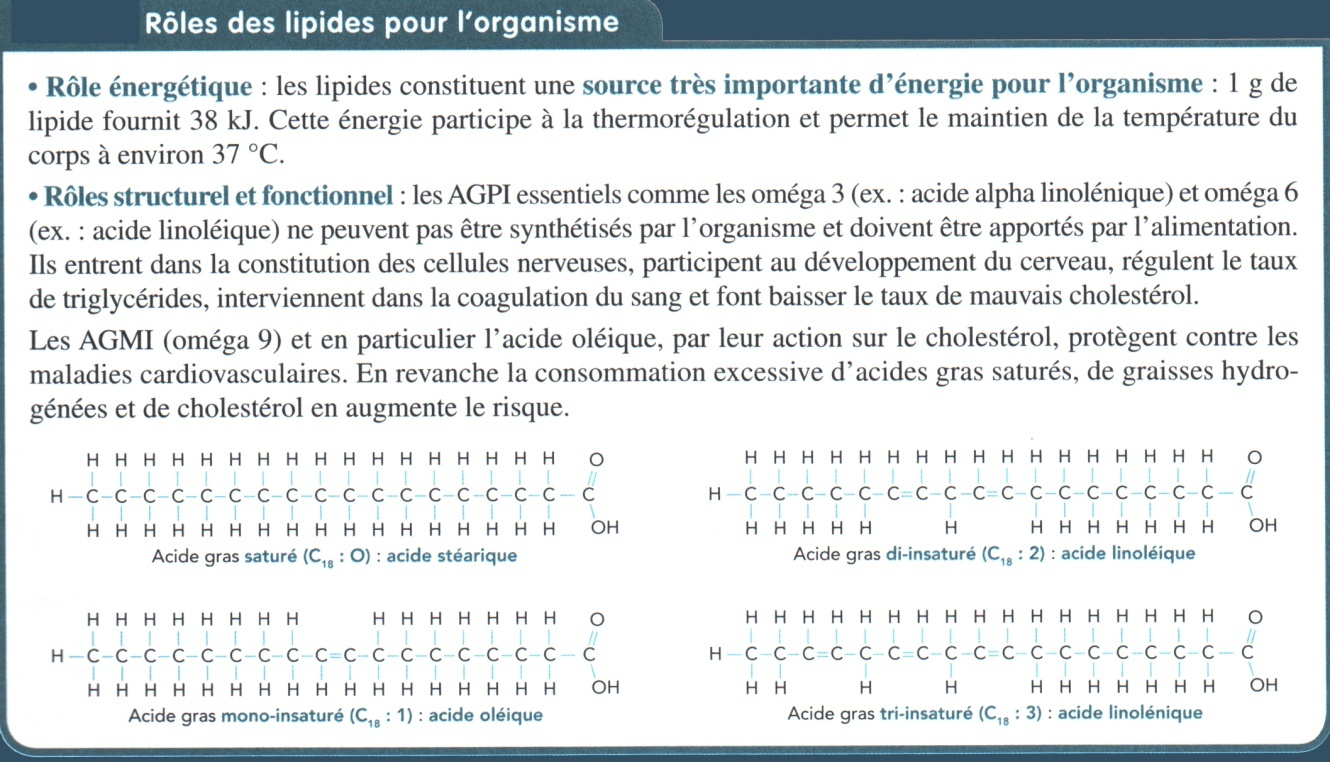 Rôles des lipides pour l'organisme
• Rôle énergétique : les lipides constituent une source très importante d'énergie pour l'organisme : 1 g de
lipide fournit 38 kJ. Cette énergie participe à la thermorégulation et permet le maintien de la température du
corps à environ 37 °C.
• Rôles structurel et fonctionnel : les AGPI essentiels comme les oméga 3 (ex. : acide alpha linolénique) et oméga 6
(ex. : acide linoléique) ne peuvent pas être synthétisés par l'organisme et doivent être apportés par l'alimentation.
Ils entrent dans la constitution des cellules nerveuses, participent au développement du cerveau, régulent le taux
de triglycérides, interviennent dans la coagulation du sang et font baisser le taux de mauvais cholestérol.
Les AGMI (oméga 9) et en particulier l'acide oléique, par leur action sur le cholestérol, protègent contre les
maladies cardiovasculaires. En revanche la consommation excessive d'acides gras saturés, de graisses hydro-
génées et de cholestérol en augmente le risque.
H H H H H H H H H H H H H H H H H O
H–C-C-C-C-C-C-C-C-C-C-C-C-C-C-C-C-C–C
H H H H H H H H H H H H H H H H H OH
Acide gras saturé (C₁₈ : O) : acide stéarique
H H H H H H H H H H H H H H H H H O
H–C-C-C-C-C-C=C-C-C=C-C-C-C-C-C-C-C–C
H H H H H H H H H H H H H OH
Acide gras di-insaturé (C₁₈ : 2) : acide linoléique
H H H H H H H H H H H H H H H O
H–C-C-C-C-C-C-C-C-C=C-C-C-C-C-C-C-C–C
H H H H H H H H H H H H H H H H H OH
Acide gras mono-insaturé (C₁₈ : 1) : acide oléique
H H H H H H H H H H H H H H H H H O
H–C-C-C=C-C-C=C-C-C=C-C-C-C-C-C-C-C–C
H H H H H H H H H H H OH
Acide gras tri-insaturé (C₁₈ : 3) : acide linolénique